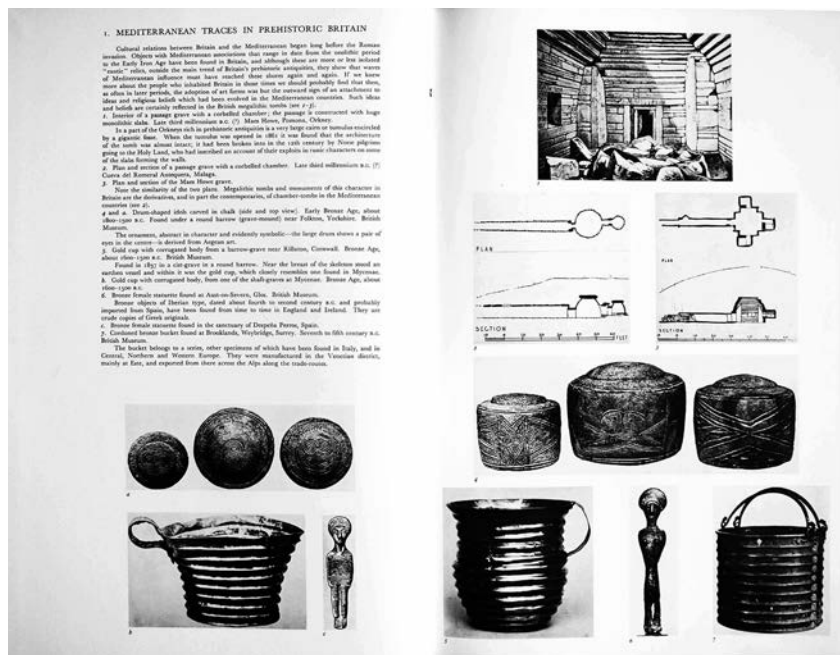 1. MEDITERRANEAN TRACES IN PREHISTORIC BRITAIN
Cultural relations between Britain and the Mediterranean began long before the Roman
invasion. Objects with Mediterranean associations that range in date from the neolithic period
to the Early Iron Age have been found in Britain, and although these are more or less isolated
"exotic" relics, outside the main trend of Britain's prehistoric antiquities, they show that waves
of Mediterranean influence must have reached these shores again and again. If we knew
more about the people who inhabited Britain in those times we should probably find that then,
as often in later periods, the adoption of art forms was but the outward sign of an attachment to
ideas and religious beliefs which had been evolved in the Mediterranean countries. Such ideas
and beliefs are certainly reflected in the British megalithic tombs (see 1-3).
1. Interior of a passage grave with a corbelled chamber; the passage is constructed with huge
monolithic slabs. Late third millennium B.C. (?) Maes Howe, Pomona, Orkney.
In a part of the Orkneys rich in prehistoric antiquities is a very large cairn or tumulus encircled
by a gigantic fosse. When the tumulus was opened in 1861 it was found that the architecture
of the tomb was almost intact; it had been broken into in the 12th century by Norse pilgrims
going to the Holy Land, who had inscribed an account of their exploits in runic characters on some
of the slabs forming the walls.
2. Plan and section of a passage grave with a corbelled chamber. Late third millennium B.C. (?)
Cueva del Romeral Antequera, Malaga.
3. Plan and section of the Maes Howe grave.
Note the similarity of the two plans. Megalithic tombs and monuments of this character in
Britain are the derivatives, and in part the contemporaries, of chamber-tombs in the Mediterranean
countries (see 2).
4 and a. Drum-shaped idols carved in chalk (side and top view). Early Bronze Age, about
1800-1500 B.C. Found under a round barrow (grave-mound) near Folkton, Yorkshire. British
Museum.
The ornament, abstract in character and evidently symbolic—the large drum shows a pair of
eyes in the centre—is derived from Aegean art.
5. Gold cup with corrugated body from a barrow-grave near Rillaton, Cornwall. Bronze Age,
about 1600-1300 B.C. British Museum.
Found in 1837 in a cist-grave in a round barrow. Near the breast of the skeleton stood an
earthen vessel and within it was the gold cup, which closely resembles one found in Mycenae.
b. Gold cup with corrugated body, from one of the shaft-graves at Mycenae. Bronze Age, about
1600-1500 B.C.
6. Bronze female statuette found at Aust-on-Severn, Glos. British Museum.
Bronze objects of Iberian type, dated about fourth to second century B.C. and probably
imported from Spain, have been found from time to time in England and Ireland. They are
crude copies of Greek originals.
c. Bronze female statuette found in the sanctuary of Despeña Perros, Spain.
7. Cordoned bronze bucket found at Brooklands, Weybridge, Surrey. Seventh to fifth century B.C.
British Museum.
The bucket belongs to a series, other specimens of which have been found in Italy, and in
Central, Northern and Western Europe. They were manufactured in the Venetian district,
mainly at Este, and exported from there across the Alps along the trade-routes.
a
b
c
1
PLAN
PLAN
SECTION
FEET
SECTION
2
3
4
5
6
7